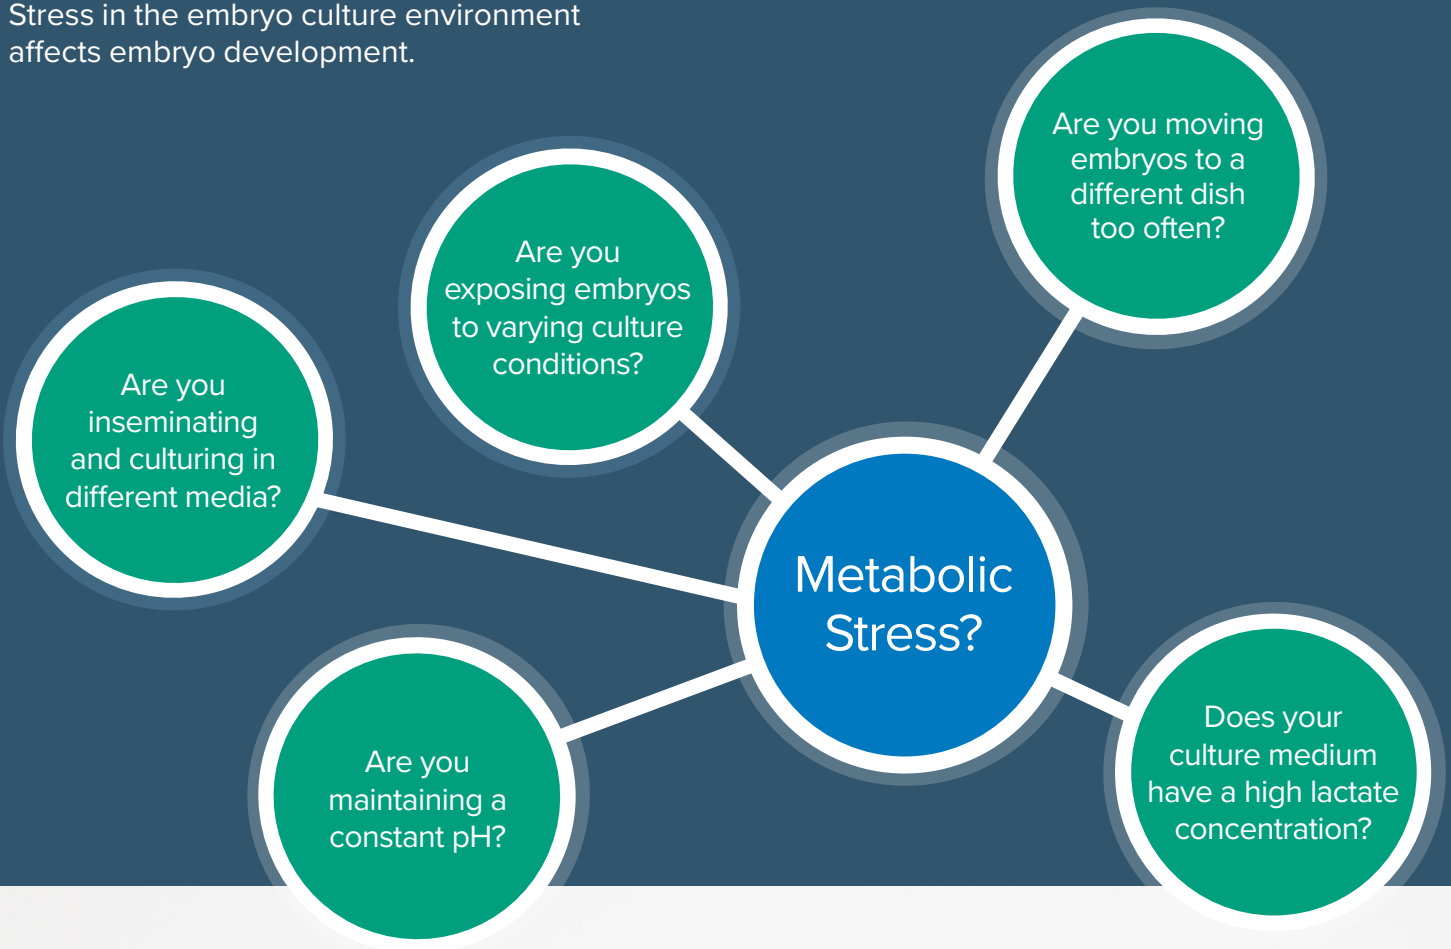 Stress in the embryo culture environment
affects embryo development.
Are you moving
embryos to a
different dish
too often?
Are you
exposing embryos
to varying culture
conditions?
Are you
inseminating
and culturing in
different media?
Metabolic
Stress?
Are you
maintaining a
constant pH?
Does your
culture medium
have a high lactate
concentration?